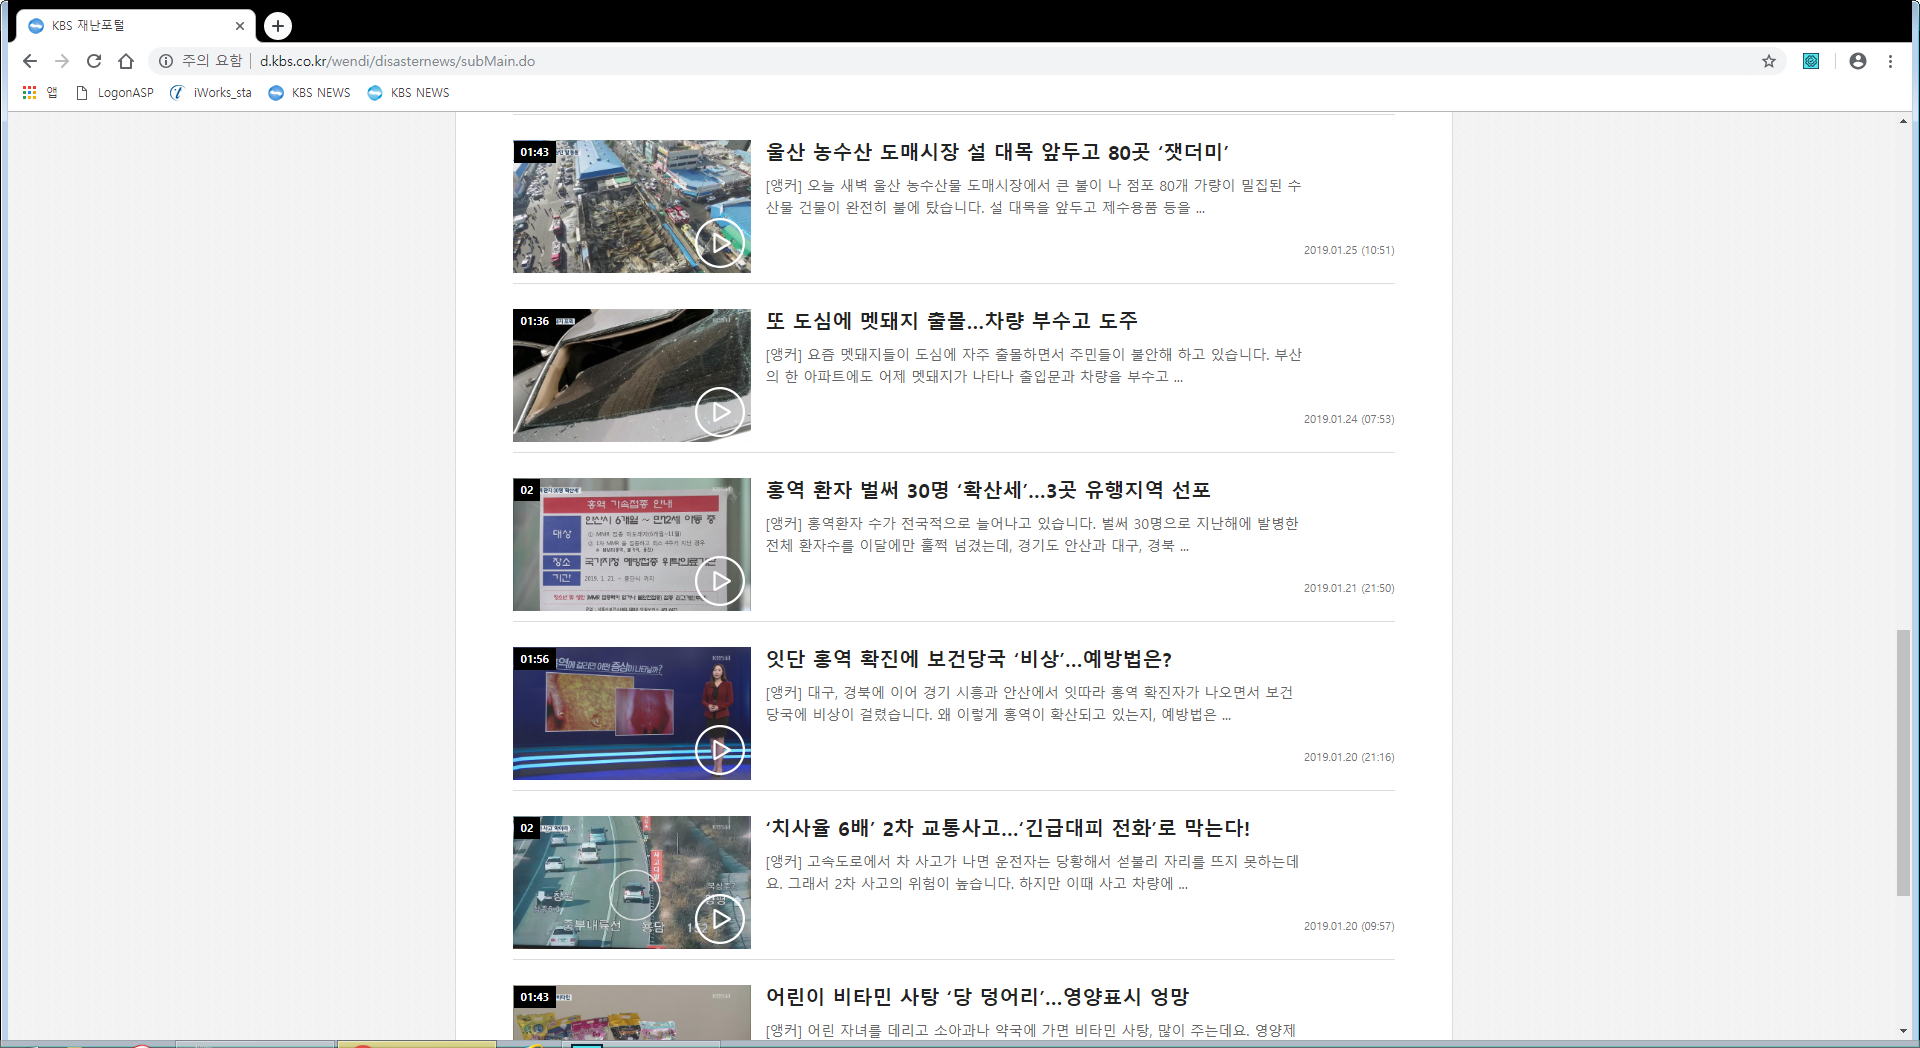 KBS 재난포털
주의 요함 | d.kbs.co.kr/wendi/disasternews/subMain.do
앱 LogonASP iWorks_sta KBS NEWS KBS NEWS
01:43
울산 농수산 도매시장 설 대목 앞두고 80곳 ‘잿더미’
[앵커] 오늘 새벽 울산 농수산물 도매시장에서 큰 불이 나 점포 80개 가량이 밀집된 수
산물 건물이 완전히 불에 탔습니다. 설 대목을 앞두고 제수용품 등을 ...
2019.01.25 (10:51)
01:36
또 도심에 멧돼지 출몰...차량 부수고 도주
[앵커] 요즘 멧돼지들이 도심에 자주 출몰하면서 주민들이 불안해 하고 있습니다. 부산
의 한 아파트에도 어제 멧돼지가 나타나 출입문과 차량을 부수고 ...
2019.01.24 (07:53)
02
홍역 가속접종 안내
대상
안산시 6개월 ~ 만12세 아동 중
장소
국가지정 예방접종 위탁의료기관
기간
2019. 1. 21. ~
홍역 환자 벌써 30명 ‘확산세’...3곳 유행지역 선포
[앵커] 홍역환자 수가 전국적으로 늘어나고 있습니다. 벌써 30명으로 지난해에 발병한
전체 환자수를 이달에만 훌쩍 넘겼는데, 경기도 안산과 대구, 경북 ...
2019.01.21 (21:50)
01:56
역에 걸리면 어떤 증상이 나타날까?
잇단 홍역 확진에 보건당국 ‘비상’...예방법은?
[앵커] 대구, 경북에 이어 경기 시흥과 안산에서 잇따라 홍역 확진자가 나오면서 보건
당국에 비상이 걸렸습니다. 왜 이렇게 홍역이 확산되고 있는지, 예방법은 ...
2019.01.20 (21:16)
02
창원
중부내륙선
‘치사율 6배’ 2차 교통사고...‘긴급대피 전화’로 막는다!
[앵커] 고속도로에서 차 사고가 나면 운전자는 당황해서 섣불리 자리를 뜨지 못하는데
요. 그래서 2차 사고의 위험이 높습니다. 하지만 이때 사고 차량에 ...
2019.01.20 (09:57)
01:43
어린이 비타민 사탕 ‘당 덩어리’...영양표시 엉망
[앵커] 어린 자녀를 데리고 소아과나 약국에 가면 비타민 사탕, 많이 주는데요. 영양제